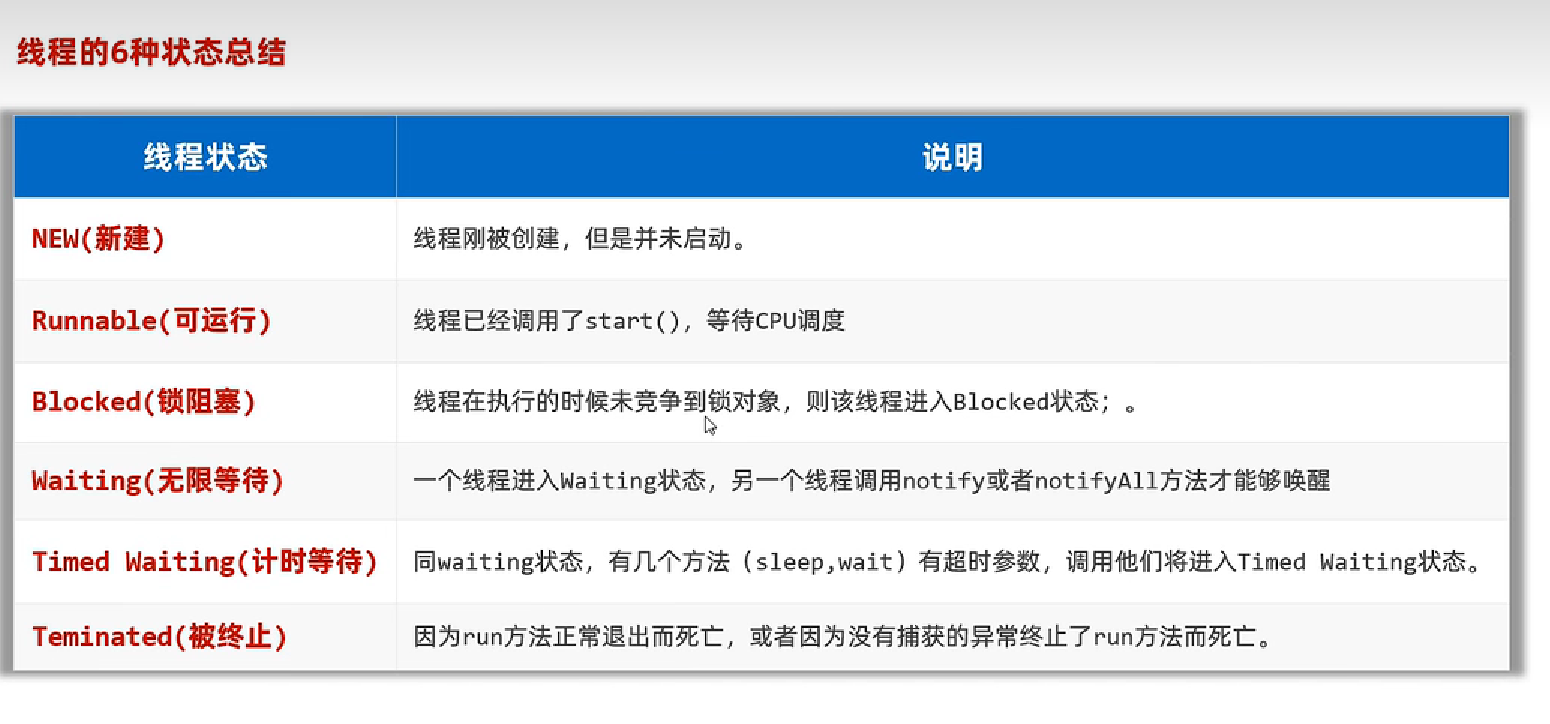 线程的6种状态总结
线程状态
说明
NEW(新建)
线程刚被创建，但是并未启动。
Runnable(可运行)
线程已经调用了start()，等待CPU调度
Blocked(锁阻塞)
线程在执行的时候未竞争到锁对象，则该线程进入Blocked状态；。
Waiting(无限等待)
一个线程进入Waiting状态，另一个线程调用notify或者notifyAll方法才能够唤醒
Timed Waiting(计时等待)
同waiting状态，有几个方法（sleep,wait）有超时参数，调用他们将进入Timed Waiting状态。
Teminated(被终止)
因为run方法正常退出而死亡，或者因为没有捕获的异常终止了run方法而死亡。